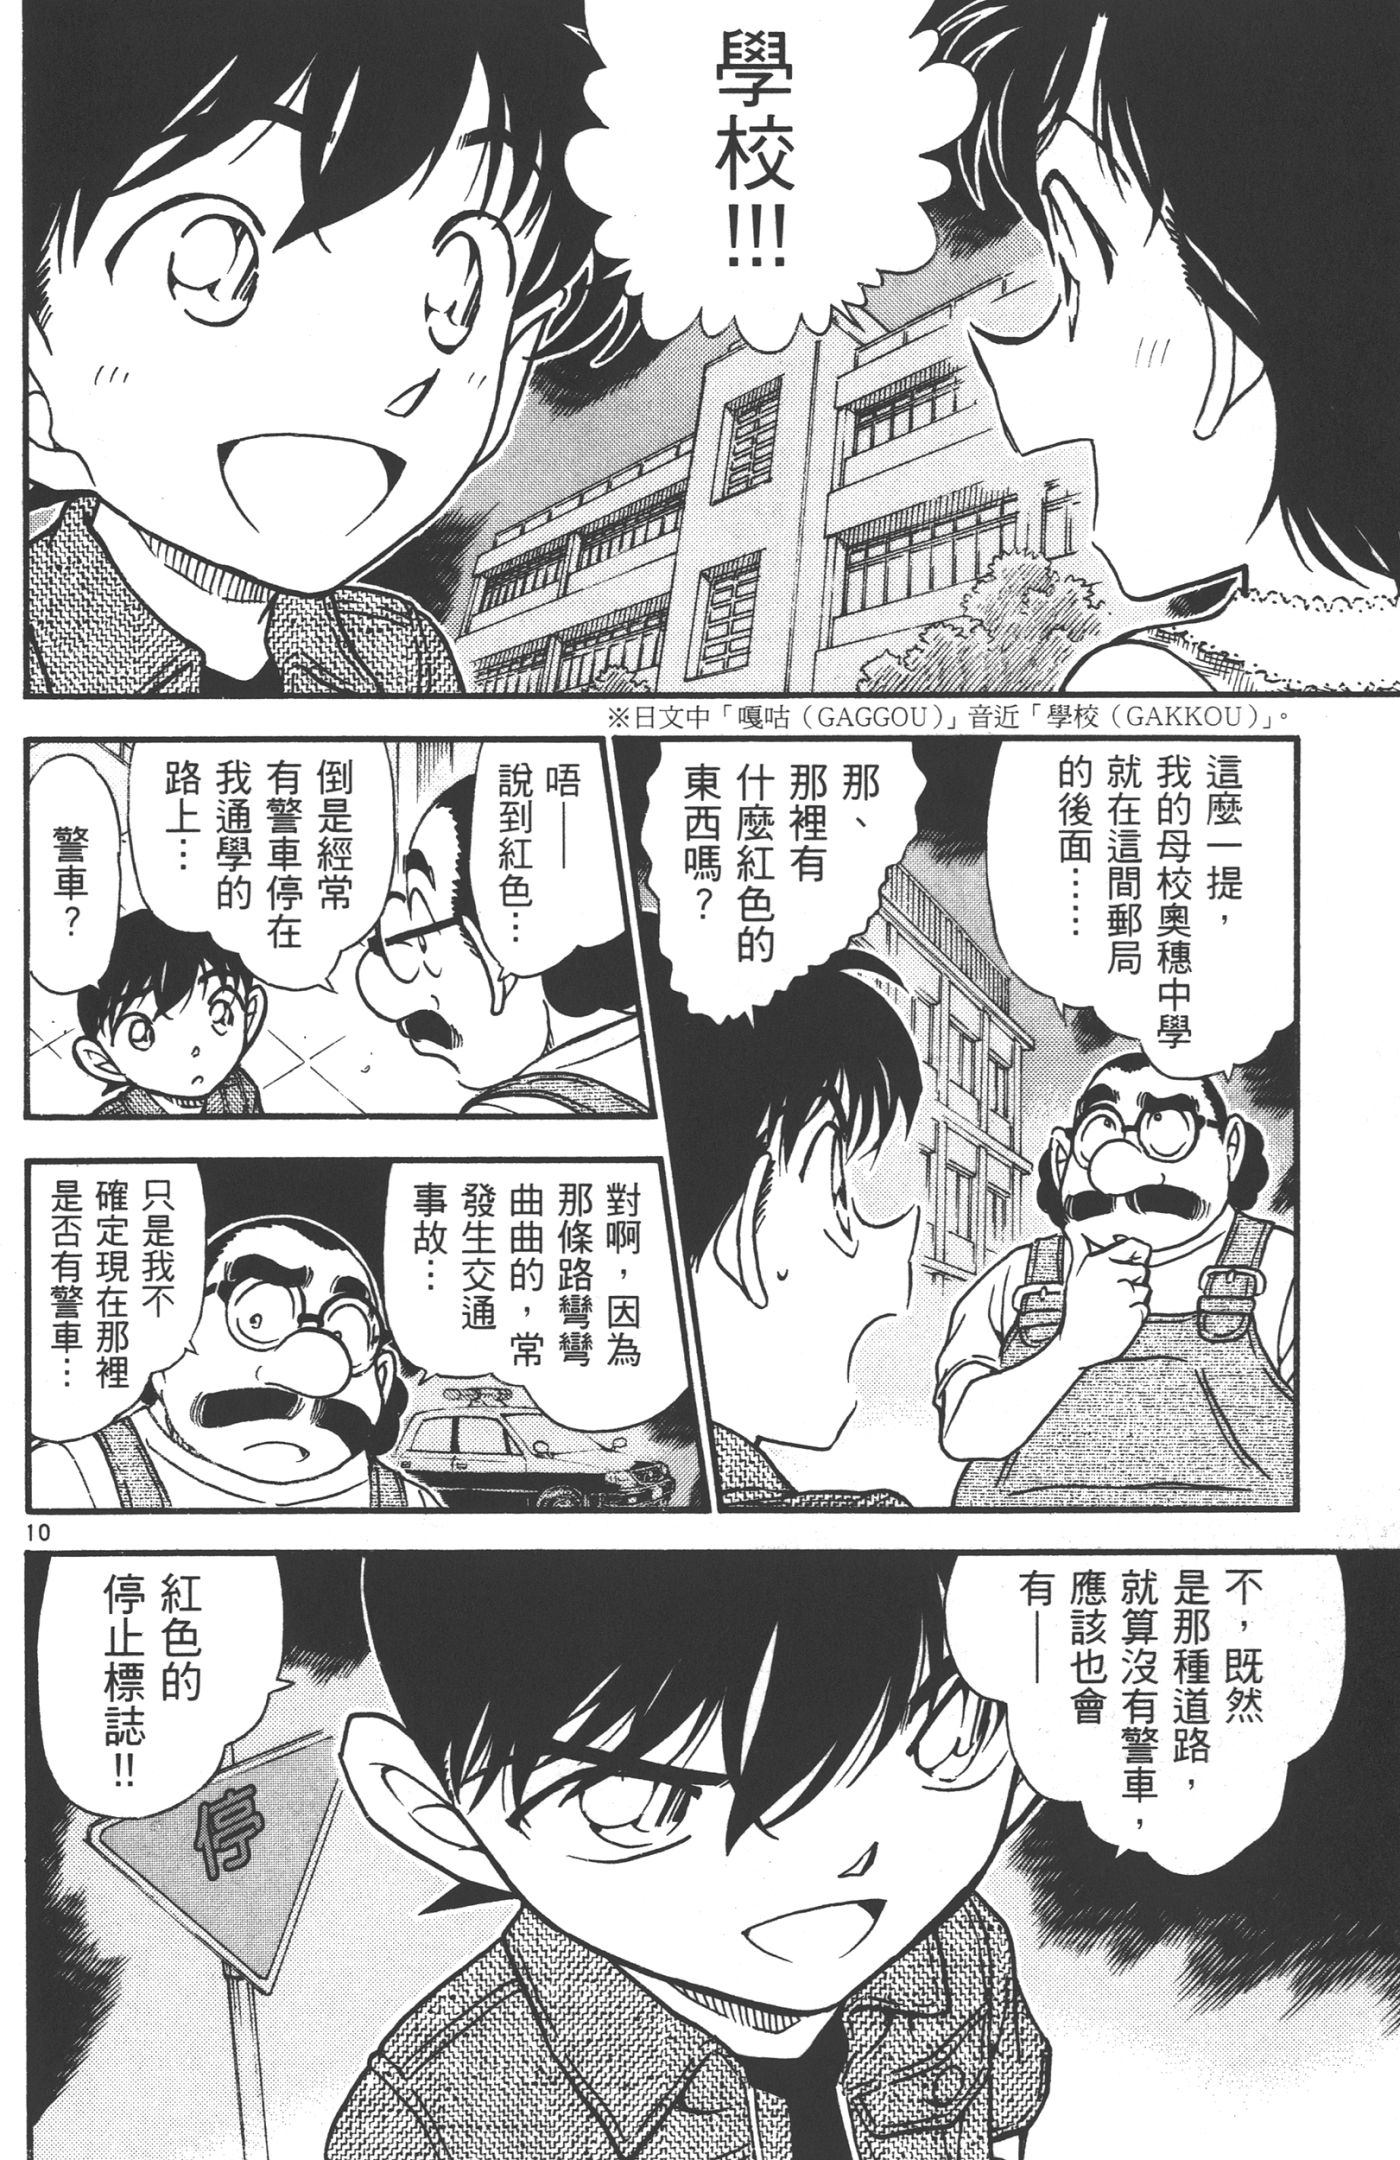 學校!!!
※日文中「嘎咕（GAGGOU）」音近「學校（GAKKOU）」。
這麼一提，
我的母校奧穗中學
就在這間郵局
的後面……
那、
那裡有
什麼紅色的
東西嗎？
唔——
說到紅色…
倒是經常
有警車停在
我通學的
路上…
警車？
對啊，因為
那條路彎彎
曲曲的，常
發生交通
事故…
只是我不
確定現在那裡
是否有警車…
10
不，既然
是那種道路，
就算沒有警車，
應該也會
有——
紅色的
停止標誌!!
停